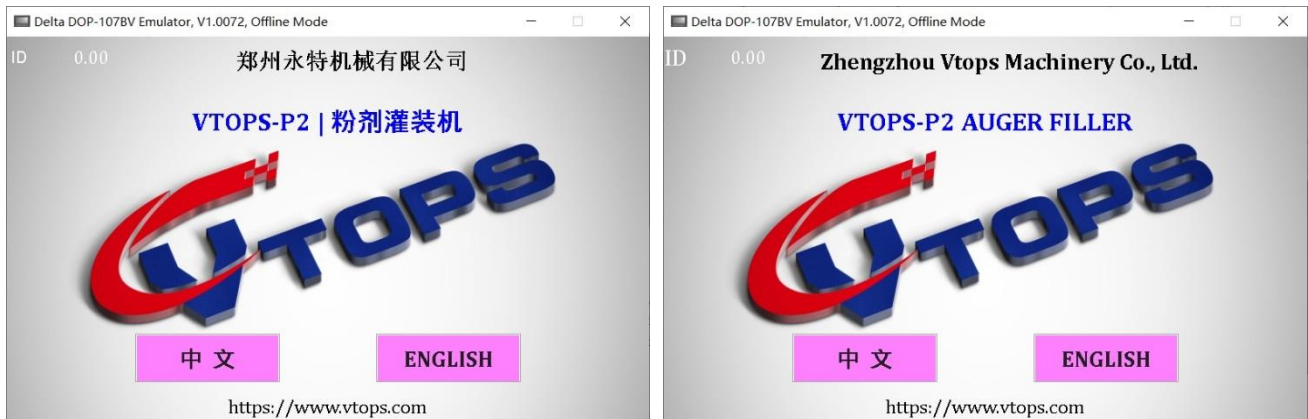 Delta DOP-107BV Emulator, V1.0072, Offline Mode
ID 0.00
郑州永特机械有限公司
VTOPS-P2 | 粉剂灌装机
VTOPS
中 文
ENGLISH
https://www.vtops.com
Delta DOP-107BV Emulator, V1.0072, Offline Mode
ID 0.00
Zhengzhou Vtops Machinery Co., Ltd.
VTOPS-P2 AUGER FILLER
VTOPS
中 文
ENGLISH
https://www.vtops.com